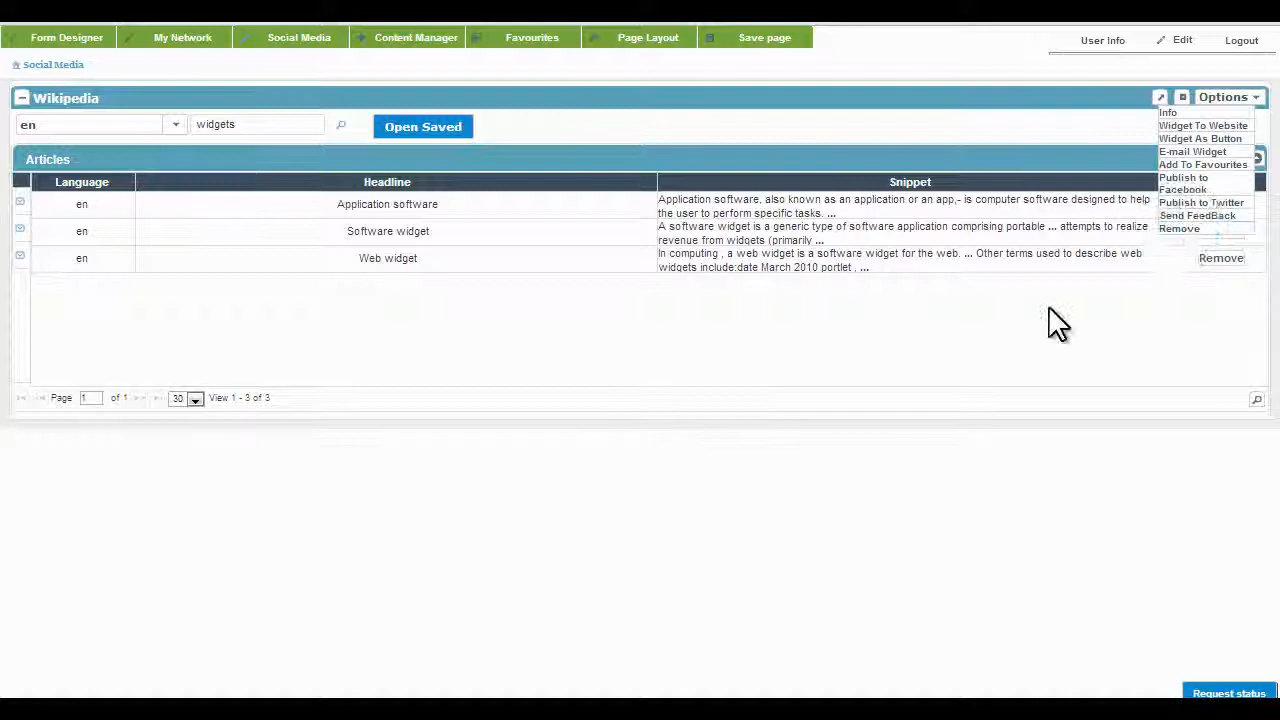 Form Designer My Network Social Media Content Manager Favourites Page Layout Save page
User Info Edit Logout
Social Media
Wikipedia Options
en widgets Open Saved
Info
Widget To Website
Widget As Button
E-mail Widget
Add To Favourites
Publish to
Facebook
Publish to Twitter
Send FeedBack
Remove
Articles
Language Headline Snippet
en Application software Application software, also known as an application or an app,- is computer software designed to help
the user to perform specific tasks. ...
en Software widget A software widget is a generic type of software application comprising portable ... attempts to realize
revenue from widgets (primarily ...
en Web widget In computing , a web widget is a software widget for the web. ... Other terms used to describe web
widgets include:date March 2010 portlet , ...
Remove
Page 1 of 1 30 View 1 - 3 of 3
Request status